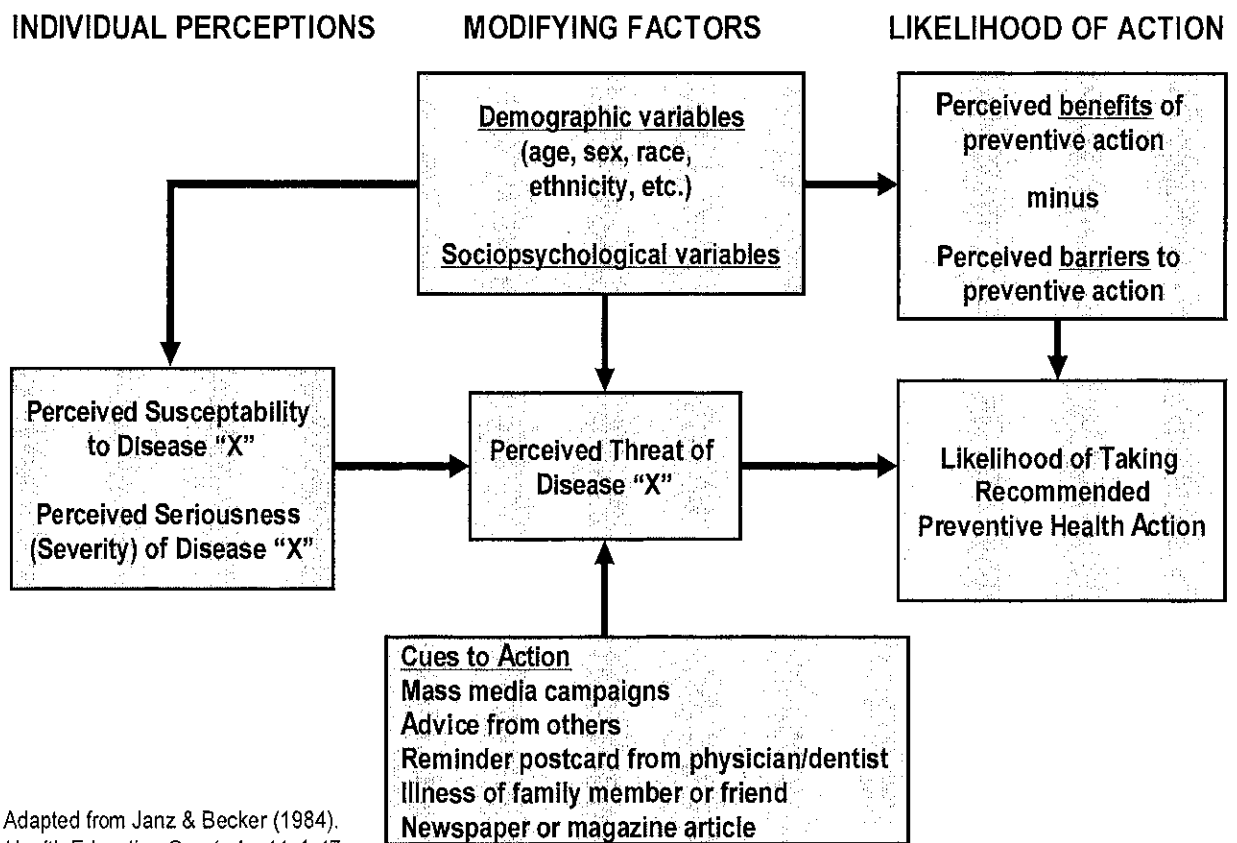 INDIVIDUAL PERCEPTIONS
MODIFYING FACTORS
LIKELIHOOD OF ACTION
Demographic variables
(age, sex, race,
ethnicity, etc.)
Sociopsychological variables
Perceived benefits of
preventive action
minus
Perceived barriers to
preventive action
Perceived Susceptability
to Disease “X”
Perceived Seriousness
(Severity) of Disease “X”
Perceived Threat of
Disease “X”
Likelihood of Taking
Recommended
Preventive Health Action
Cues to Action
Mass media campaigns
Advice from others
Reminder postcard from physician/dentist
Illness of family member or friend
Newspaper or magazine article
Adapted from Janz & Becker (1984).